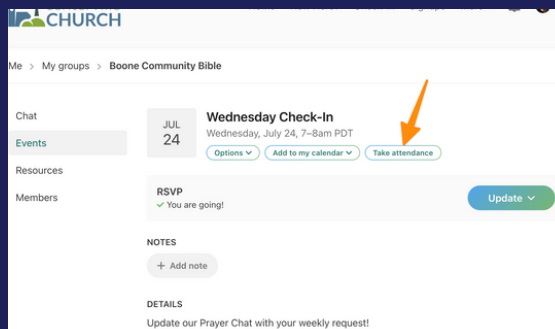 CHURCH
Me > My groups > Boone Community Bible
Chat
Events
Resources
Members
JUL
24
Wednesday Check-In
Wednesday, July 24, 7–8am PDT
Options
Add to my calendar
Take attendance
RSVP
✓ You are going!
Update
NOTES
+ Add note
DETAILS
Update our Prayer Chat with your weekly request!